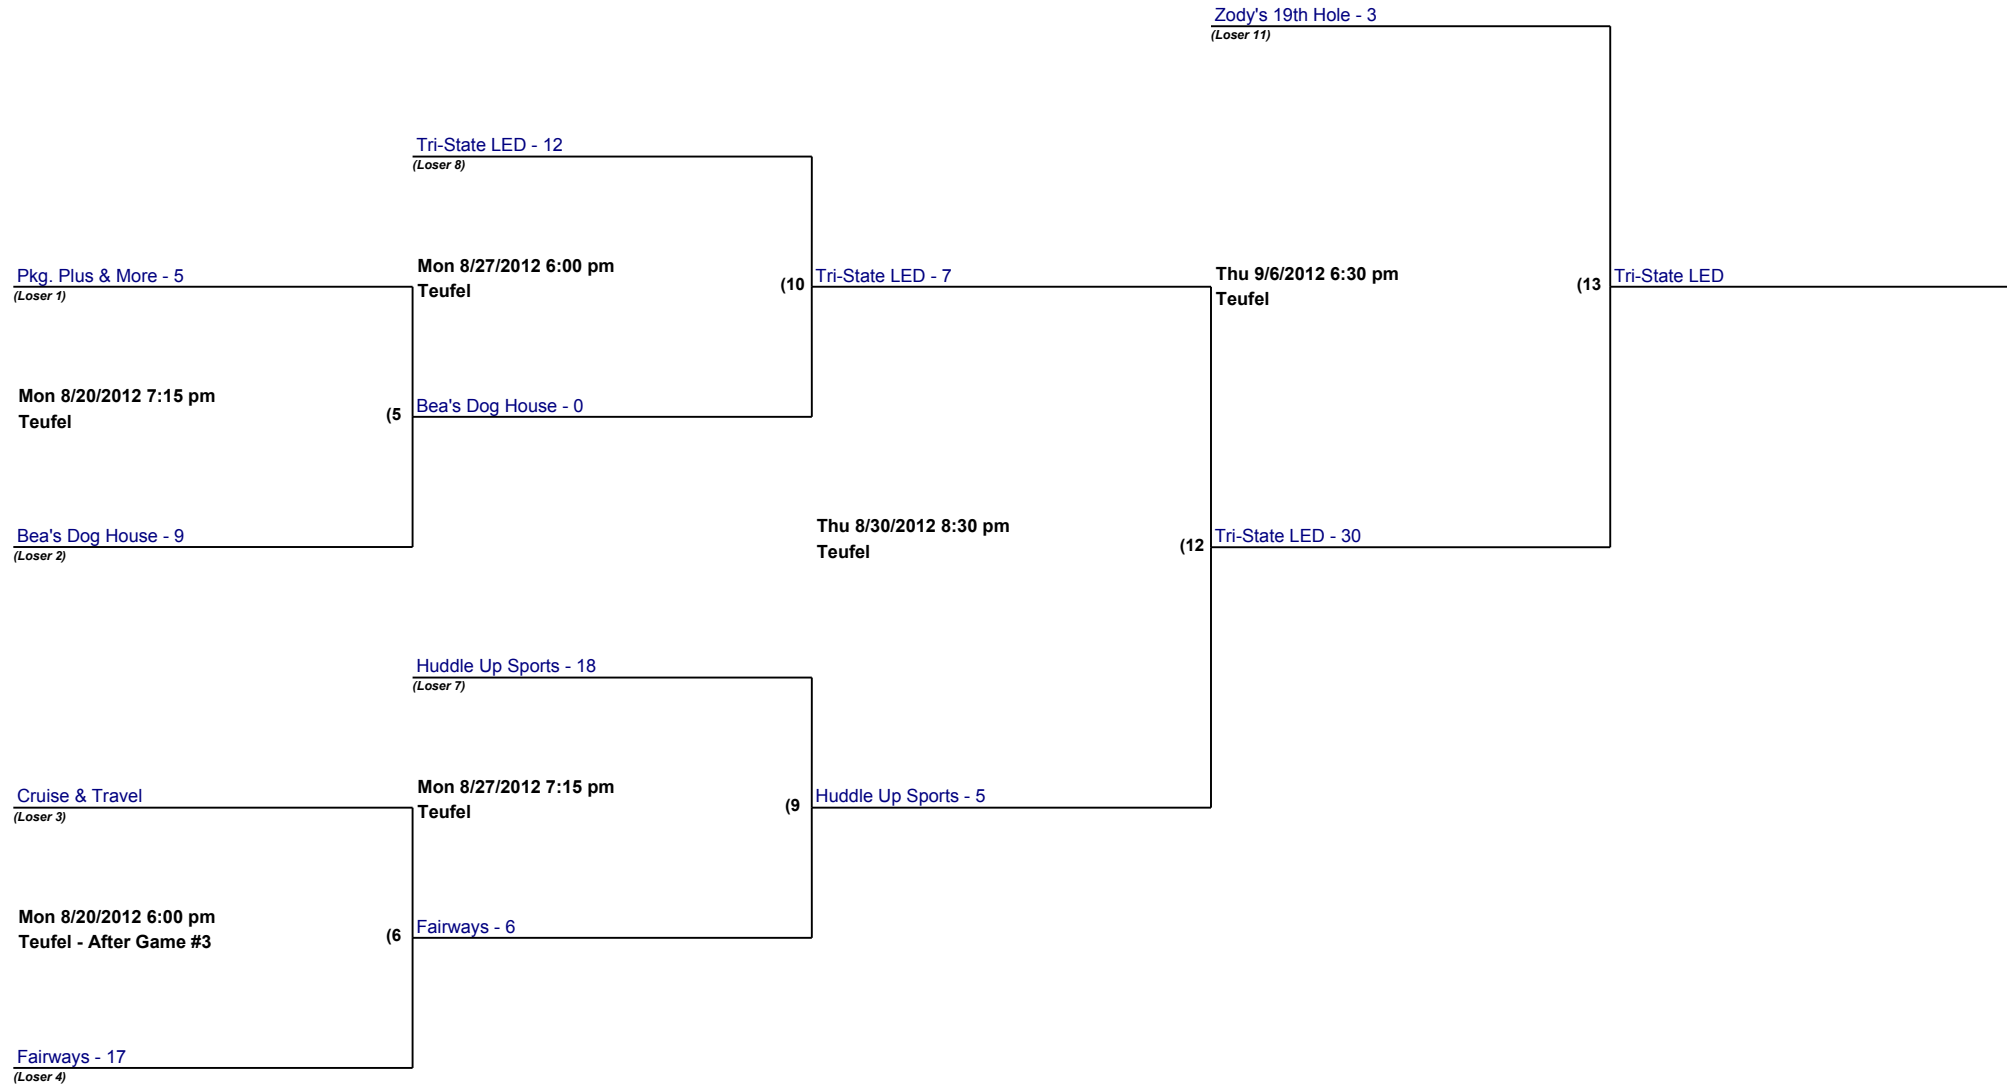 Zody's 19th Hole - 3
(Loser 11)
Tri-State LED - 12
(Loser 8)
Pkg. Plus & More - 5
(Loser 1)
Mon 8/27/2012 6:00 pm
Teufel
(10
Tri-State LED - 7
Thu 9/6/2012 6:30 pm
Teufel
(13
Tri-State LED
Mon 8/20/2012 7:15 pm
Teufel
(5
Bea's Dog House - 0
Bea's Dog House - 9
(Loser 2)
Thu 8/30/2012 8:30 pm
Teufel
(12
Tri-State LED - 30
Huddle Up Sports - 18
(Loser 7)
Cruise & Travel
(Loser 3)
Mon 8/27/2012 7:15 pm
Teufel
(9
Huddle Up Sports - 5
Mon 8/20/2012 6:00 pm
Teufel - After Game #3
(6
Fairways - 6
Fairways - 17
(Loser 4)